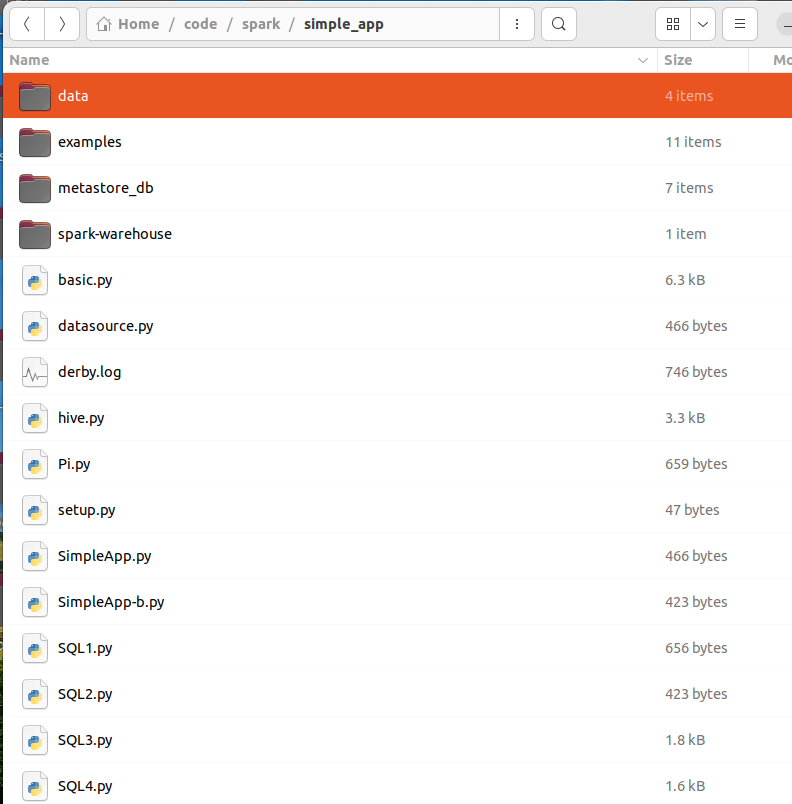 Home / code / spark / simple_app
Name Size Mo
data 4 items
examples 11 items
metastore_db 7 items
spark-warehouse 1 item
basic.py 6.3 kB
datasource.py 466 bytes
derby.log 746 bytes
hive.py 3.3 kB
Pi.py 659 bytes
setup.py 47 bytes
SimpleApp.py 466 bytes
SimpleApp-b.py 423 bytes
SQL1.py 656 bytes
SQL2.py 423 bytes
SQL3.py 1.8 kB
SQL4.py 1.6 kB